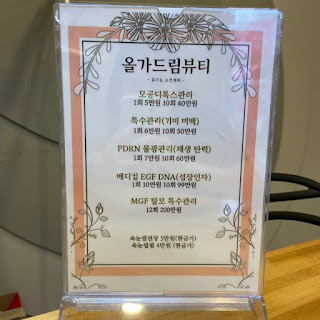 올가드림뷰티
모공디톡스관리
1회 5만원 10회 40만원
특수관리(기미 미백)
1회 6만원 10회 50만원
PDRN 물광관리(재생 탄력)
1회 7만원 10회 60만원
메디컬 EGF DNA(성장인자)
1회 10만원 10회 99만원
MGF 탈모 특수관리
12회 200만원
속눈썹연장 5만원(현금가)
속눈썹펌 4만원 (현금가)